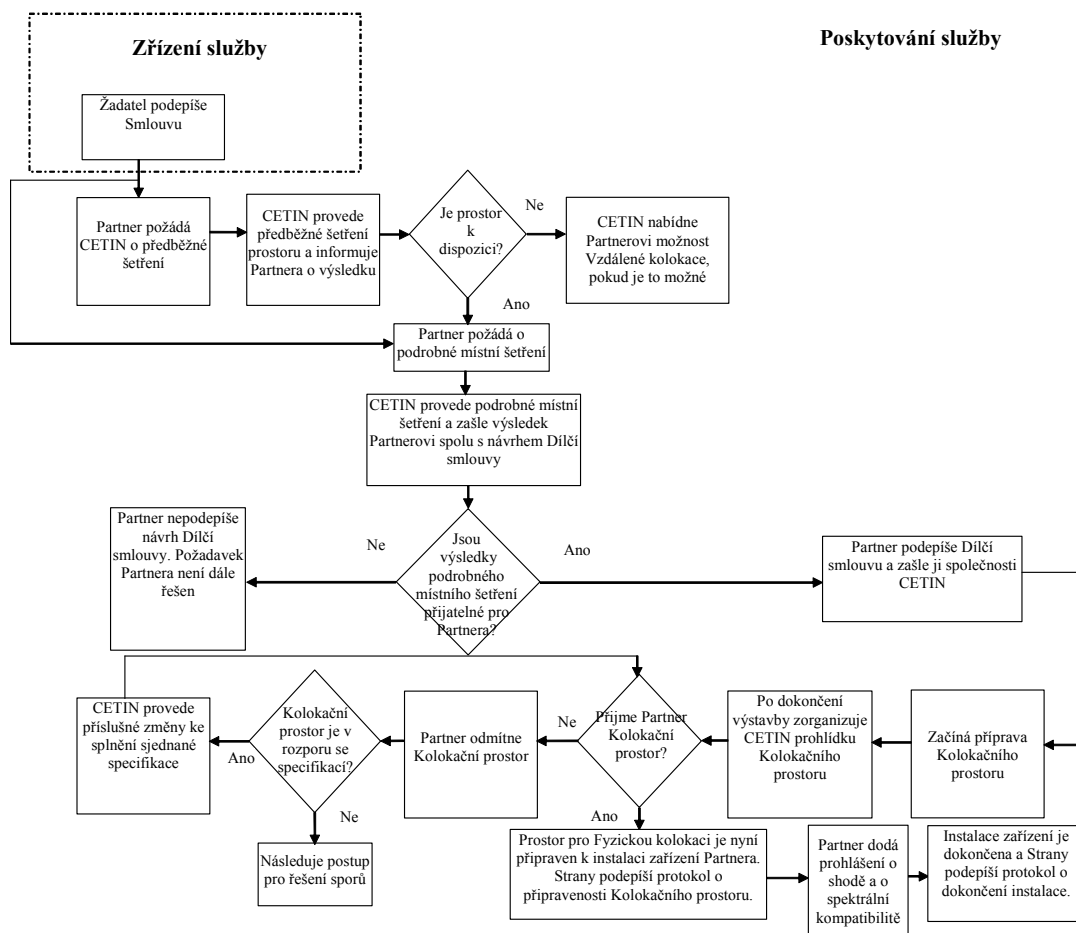 Zřízení služby
Poskytování služby
Žadatel podepíše
Smlouvu
Partner požádá
CETIN o předběžné
šetření
CETIN provede
předběžné šetření
prostoru a informuje
Partnera o výsledku
Je prostor
k
dispozici?
Ne
CETIN nabídne
Partnerovi možnost
Vzdálené kolokace,
pokud je to možné
Ano
Partner požádá o
podrobné místní šetření
CETIN provede podrobné místní
šetření a zašle výsledek
Partnerovi spolu s návrhem Dílčí
smlouvy
Partner nepodepíše
návrh Dílčí
smlouvy. Požadavek
Partnera není dále
řešen
Ne
Jsou
výsledky
podrobného
místního šetření
přijatelné pro
Partnera?
Ano
Partner podepíše Dílčí
smlouvu a zašle ji společnosti
CETIN
CETIN provede
příslušné změny ke
splnění sjednané
specifikace
Ano
Kolokační
prostor je v
rozporu se
specifikací?
Ne
Partner odmítne
Kolokační prostor
Ne
Přijme Partner
Kolokační
prostor?
Ano
Po dokončení
výstavby zorganizuje
CETIN prohlídku
Kolokačního
prostoru
Začíná příprava
Kolokačního
prostoru
Následuje postup
pro řešení sporů
Prostor pro Fyzickou kolokaci je nyní
připraven k instalaci zařízení Partnera.
Strany podepíší protokol o
připravenosti Kolokačního prostoru.
Partner dodá
prohlášení o
shodě a o
spektrální
kompatibilitě
Instalace zařízení je
dokončena a Strany
podepíší protokol o
dokončení instalace.